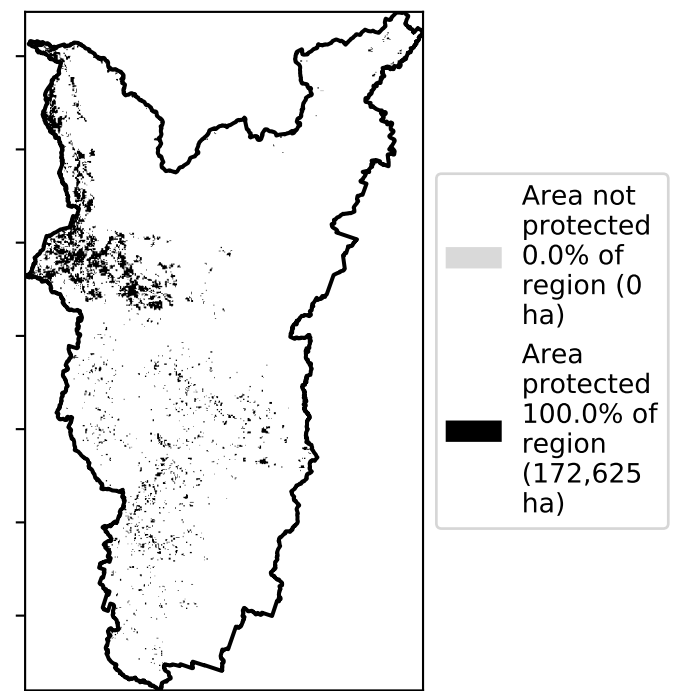 Area not
protected
0.0% of
region (0
ha)
Area
protected
100.0% of
region
(172,625
ha)